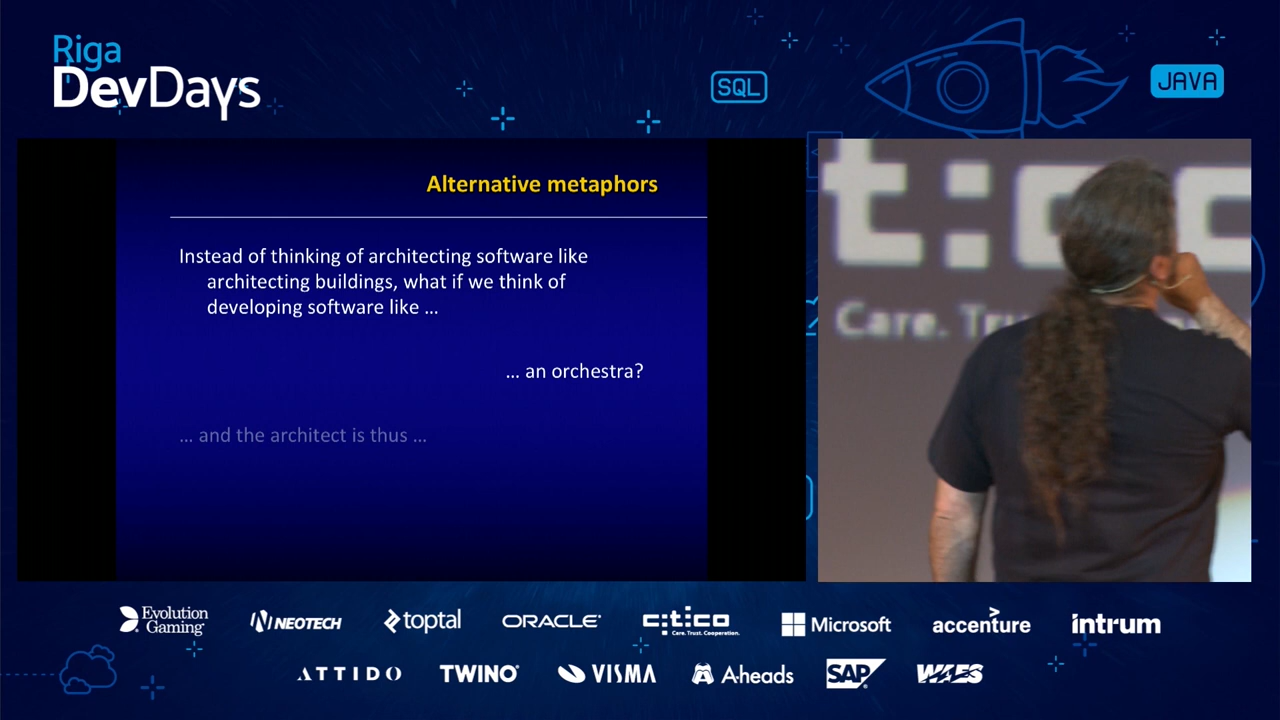 Riga
DevDays
SQL
JAVA
Alternative metaphors
Instead of thinking of architecting software like
architecting buildings, what if we think of
developing software like …
… an orchestra?
… and the architect is thus …
t:co
Care. Tru
Evolution
Gaming
NEOTECH
toptal
ORACLE
c:t:co
Care. Trust. Cooperation.
Microsoft
accenture
intrum
ATTIDO
TWINO
VISMA
A-heads
SAP
WAES